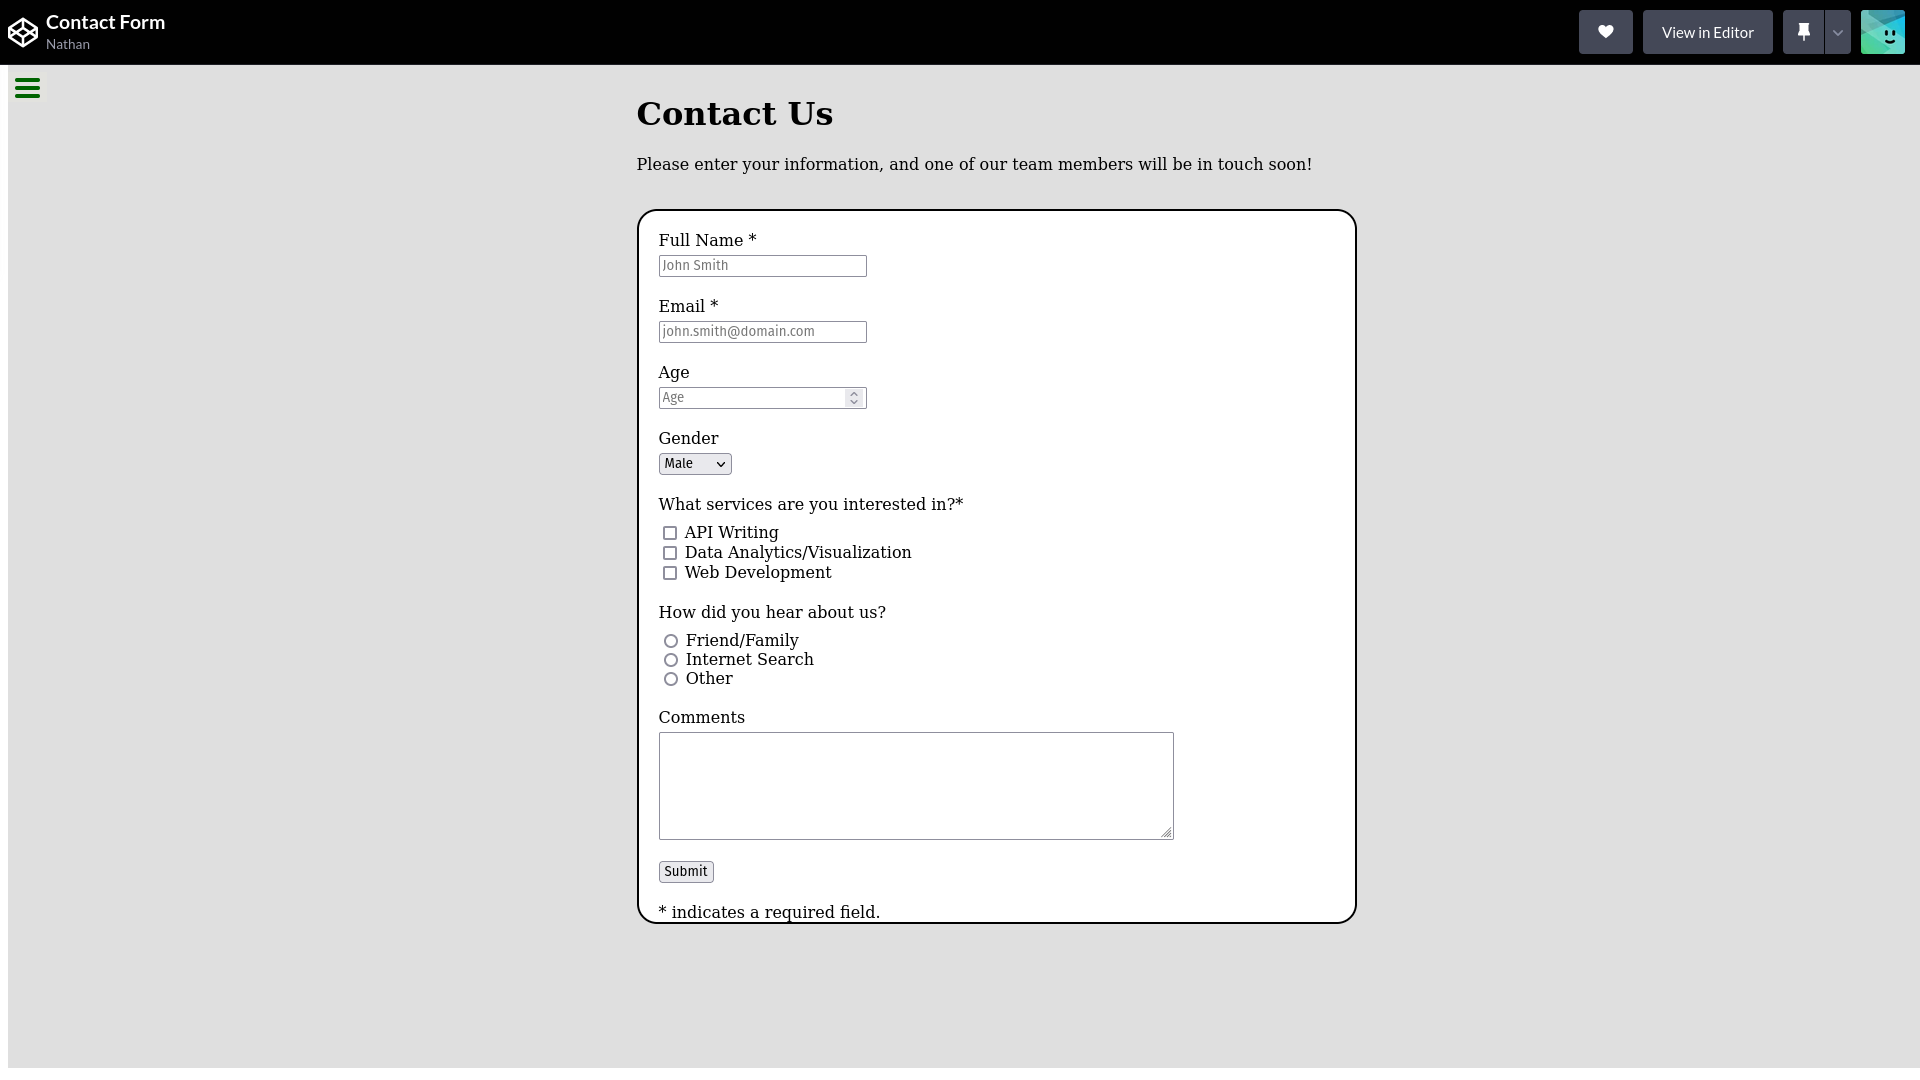 Contact Form
Nathan
View in Editor
Contact Us
Please enter your information, and one of our team members will be in touch soon!
Full Name *
John Smith
Email *
john.smith@domain.com
Age
Age
Gender
Male
What services are you interested in?*
API Writing
Data Analytics/Visualization
Web Development
How did you hear about us?
Friend/Family
Internet Search
Other
Comments
Submit
* indicates a required field.